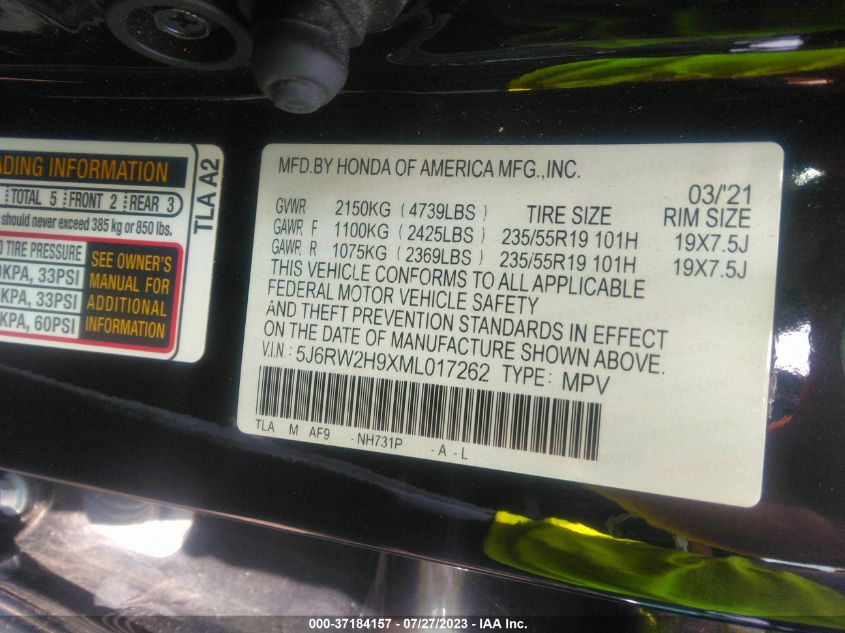 ADING INFORMATION
TOTAL 5 FRONT 2 REAR 3
should never exceed 385 kg or 850 lbs.
TIRE PRESSURE
KPA, 33PSI
KPA, 33PSI
KPA, 60PSI
SEE OWNER'S
MANUAL FOR
ADDITIONAL
INFORMATION
TLA A2
MFD.BY HONDA OF AMERICA MFG.,INC.
03/'21
GVWR 2150KG (4739LBS) TIRE SIZE RIM SIZE
GAWR F 1100KG (2425LBS) 235/55R19 101H 19X7.5J
GAWR R 1075KG (2369LBS) 235/55R19 101H 19X7.5J
THIS VEHICLE CONFORMS TO ALL APPLICABLE
FEDERAL MOTOR VEHICLE SAFETY
AND THEFT PREVENTION STANDARDS IN EFFECT
ON THE DATE OF MANUFACTURE SHOWN ABOVE.
V.I.N: 5J6RW2H9XML017262 TYPE: MPV
TLA M AF9 -NH731P -A-L
000-37184157 - 07/27/2023 - IAA Inc.